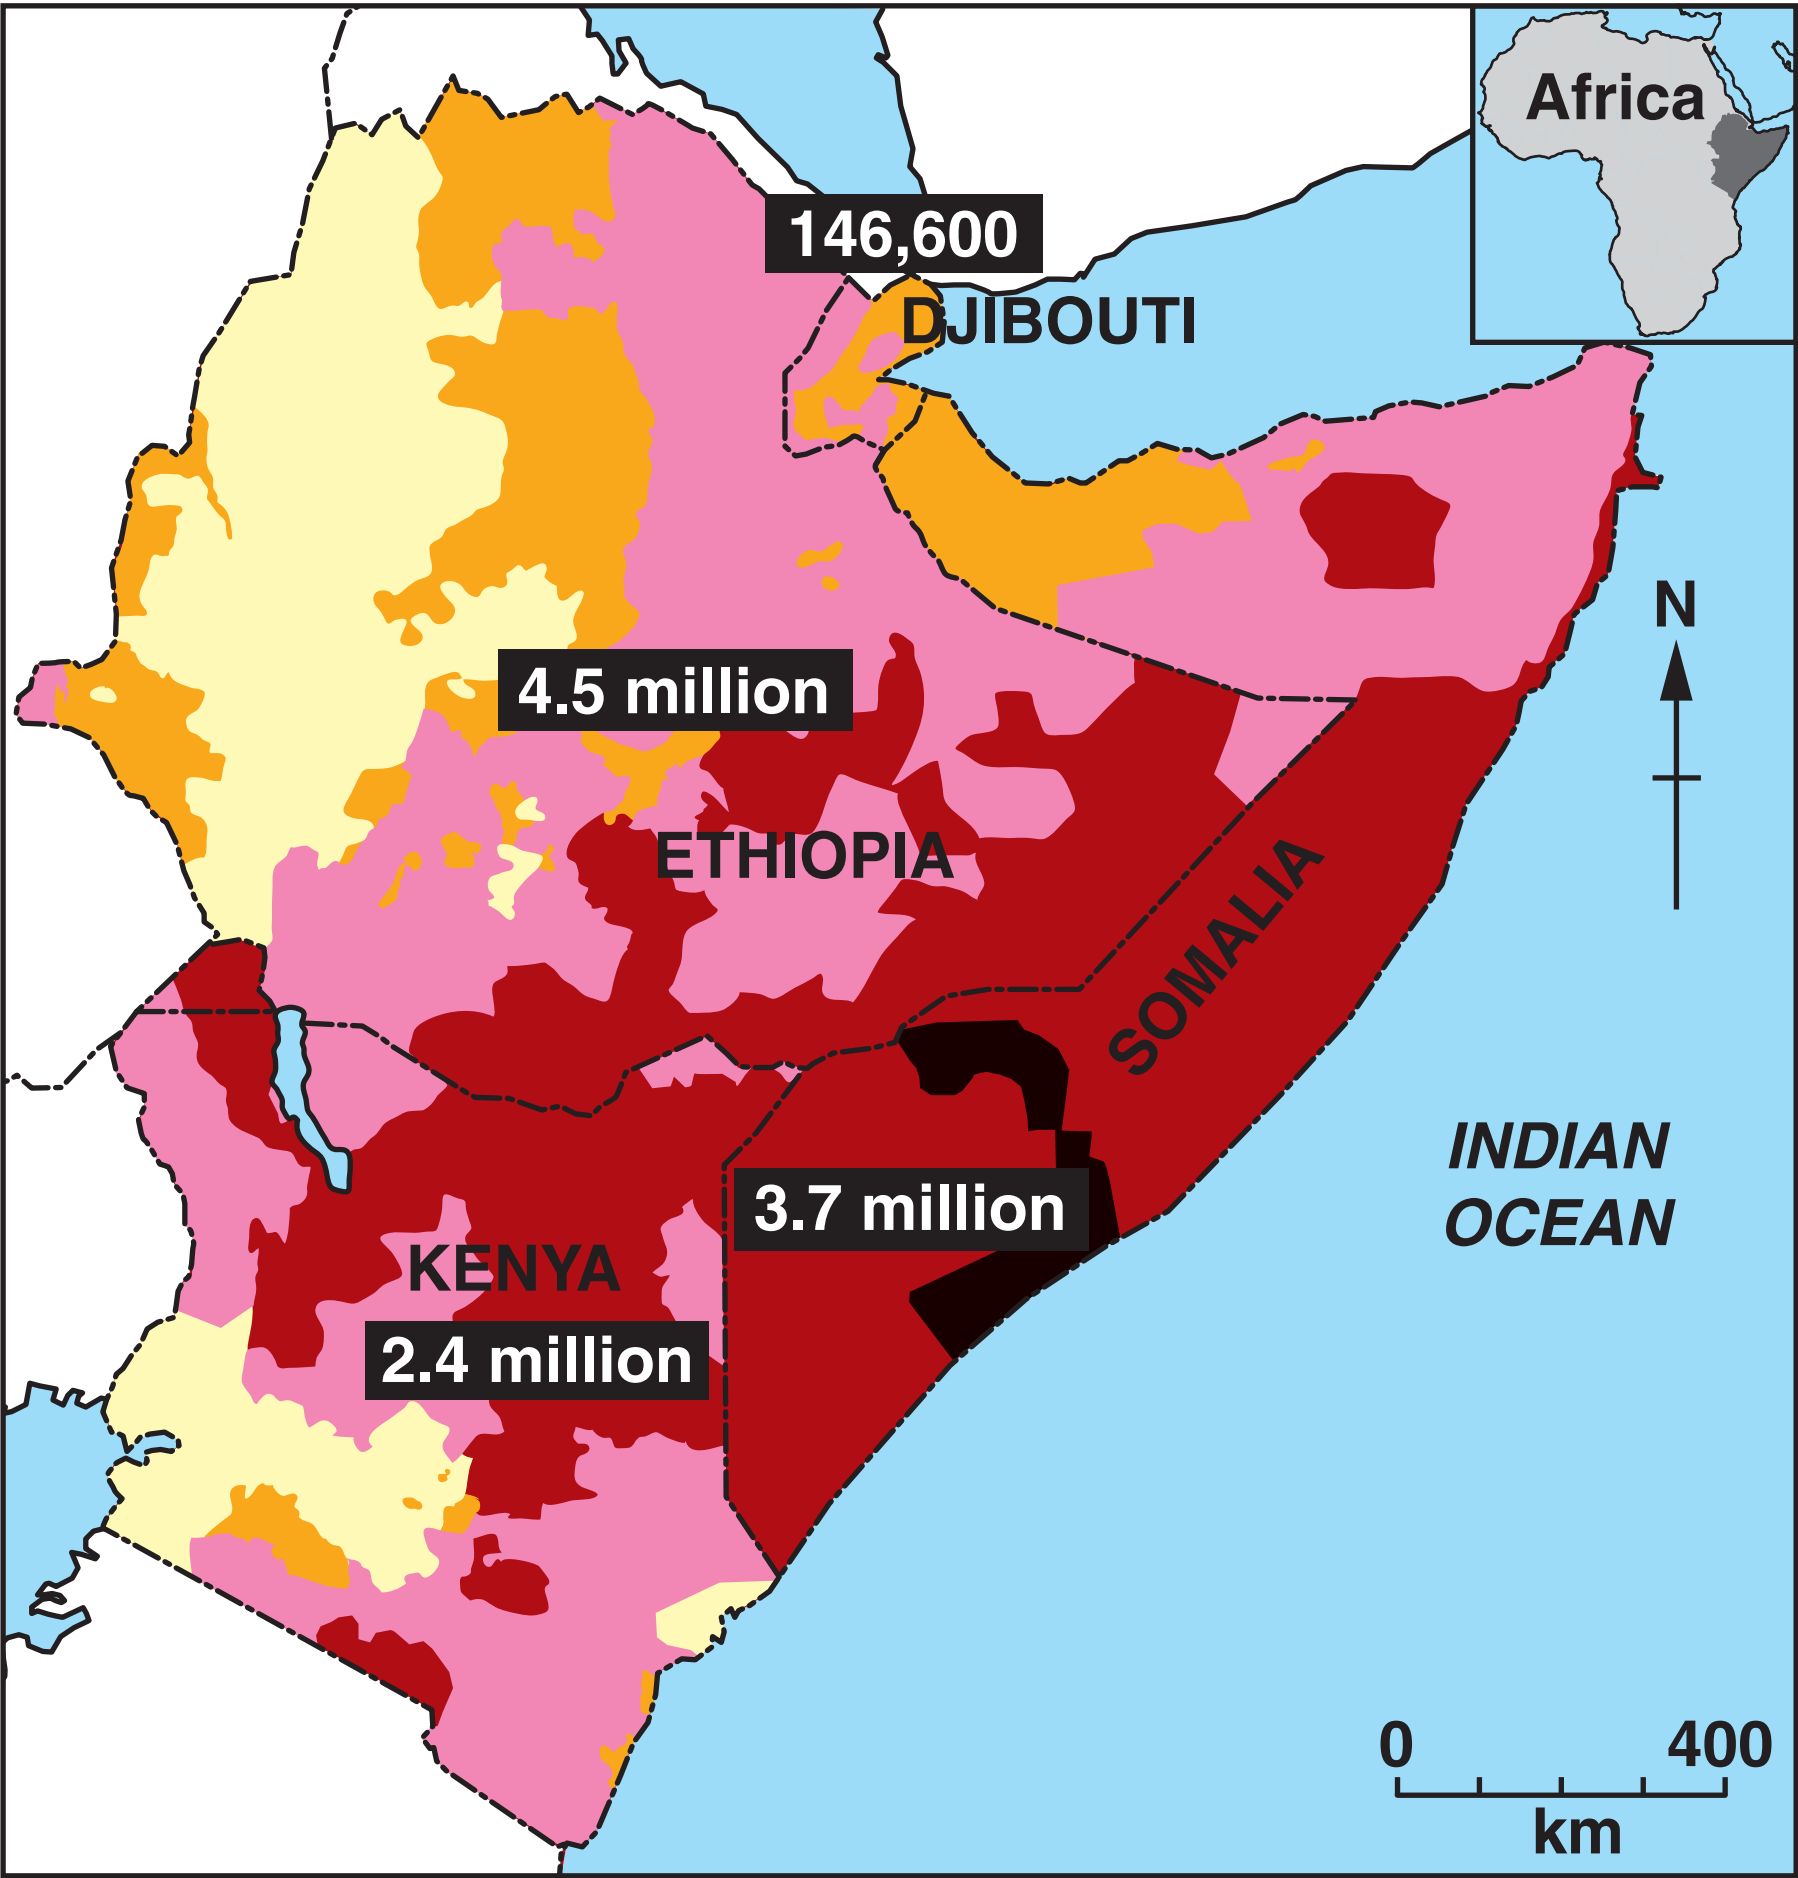 Africa
146,600
DJIBOUTI
N
4.5 million
ETHIOPIA
SOMALIA
INDIAN
OCEAN
3.7 million
KENYA
2.4 million
0 400
km